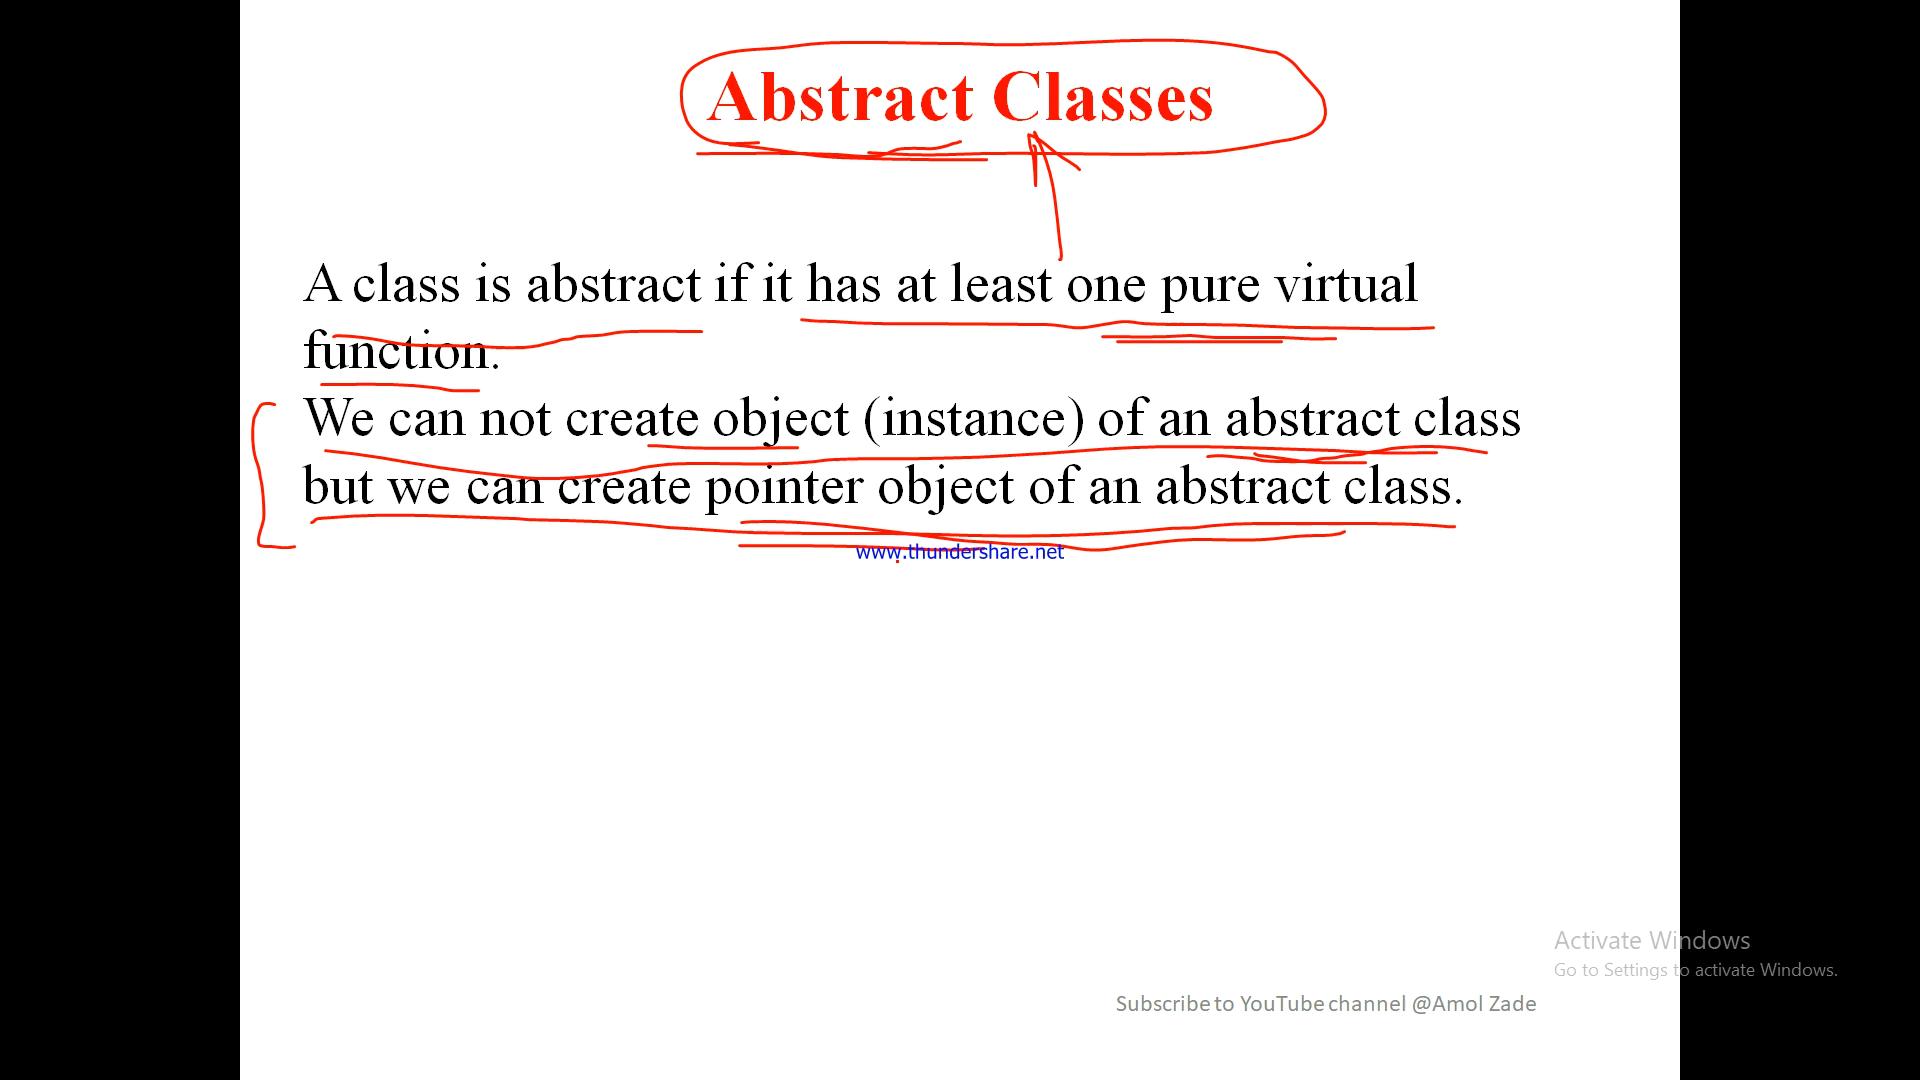 Abstract Classes
A class is abstract if it has at least one pure virtual
function.
We can not create object (instance) of an abstract class
but we can create pointer object of an abstract class.
www.thundershare.net
Activate Windows
Go to Settings to activate Windows.
Subscribe to YouTube channel @Amol Zade